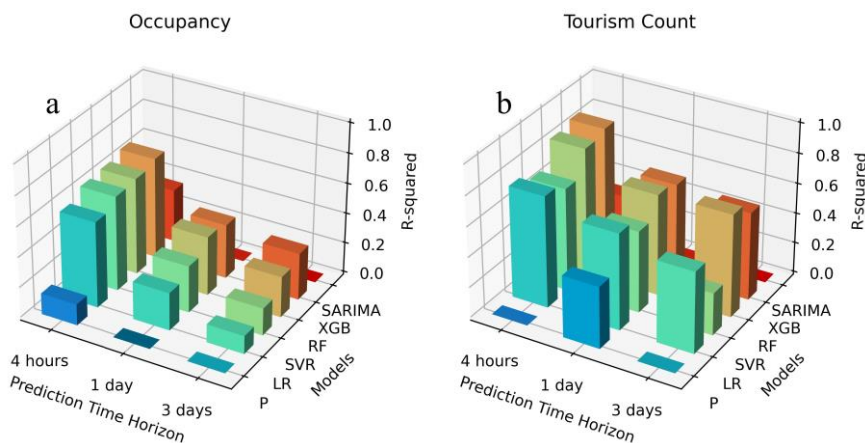 Occupancy
a
1.0
0.8
0.6
0.4
0.2
0.0
R-squared
SARIMA
XGB
RF
SVR
LR
P
Models
4 hours
1 day
3 days
Prediction Time Horizon
Tourism Count
b
1.0
0.8
0.6
0.4
0.2
0.0
R-squared
SARIMA
XGB
RF
SVR
LR
P
Models
4 hours
1 day
3 days
Prediction Time Horizon